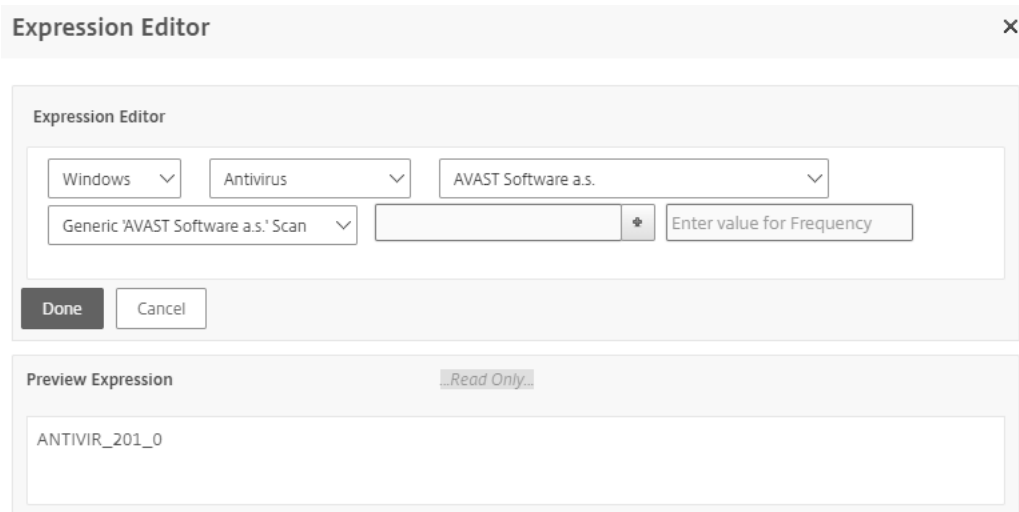 Expression Editor
Expression Editor
Windows Antivirus AVAST Software a.s.
Generic 'AVAST Software a.s.' Scan Enter value for Frequency
Done Cancel
Preview Expression ...Read Only...
ANTIVIR_201_0